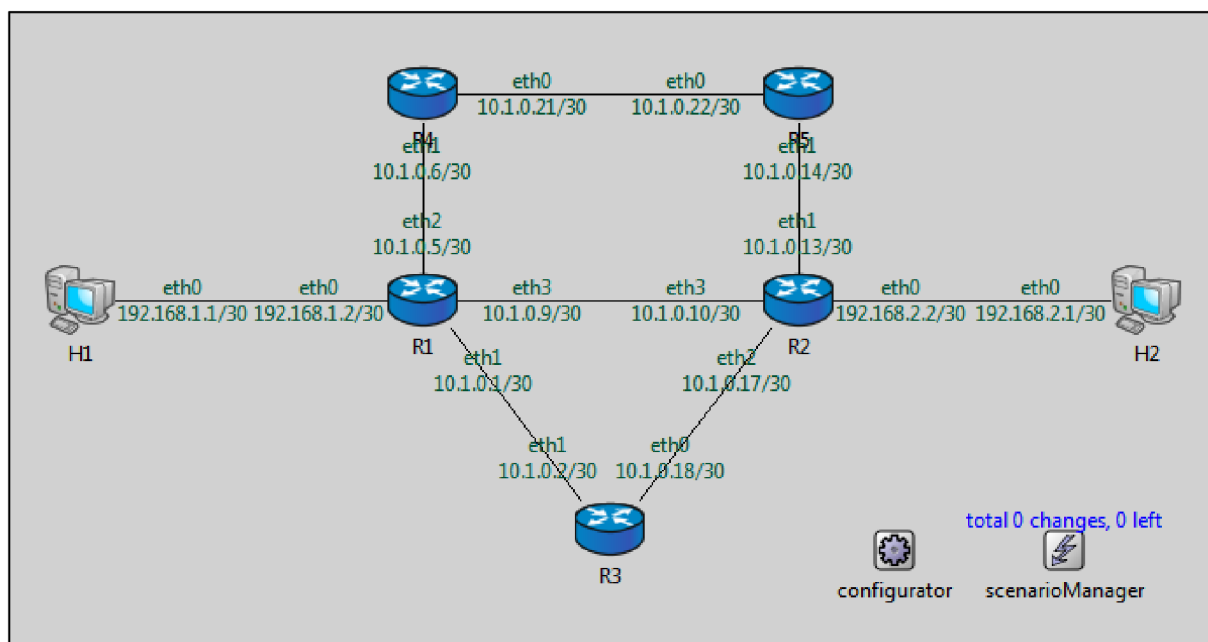 eth0 eth0
10.1.0.21/30 10.1.0.22/30
R4 R5
eth1 eth1
10.1.0.6/30 10.1.0.14/30
eth2 eth1
10.1.0.5/30 10.1.0.13/30
eth0 eth0 eth3 eth3 eth0 eth0
192.168.1.1/30 192.168.1.2/30 10.1.0.9/30 10.1.0.10/30 192.168.2.2/30 192.168.2.1/30
H1 R1 R2 H2
eth1 eth2
10.1.0.1/30 10.1.0.17/30
eth1 eth0
10.1.0.2/30 10.1.0.18/30
total 0 changes, 0 left
R3
configurator scenarioManager